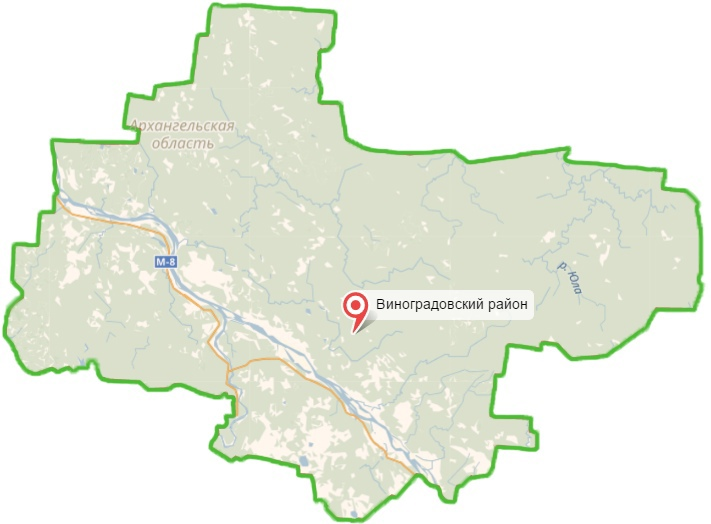 Архангельская
область
М-8
р. Юла
Виноградовский район